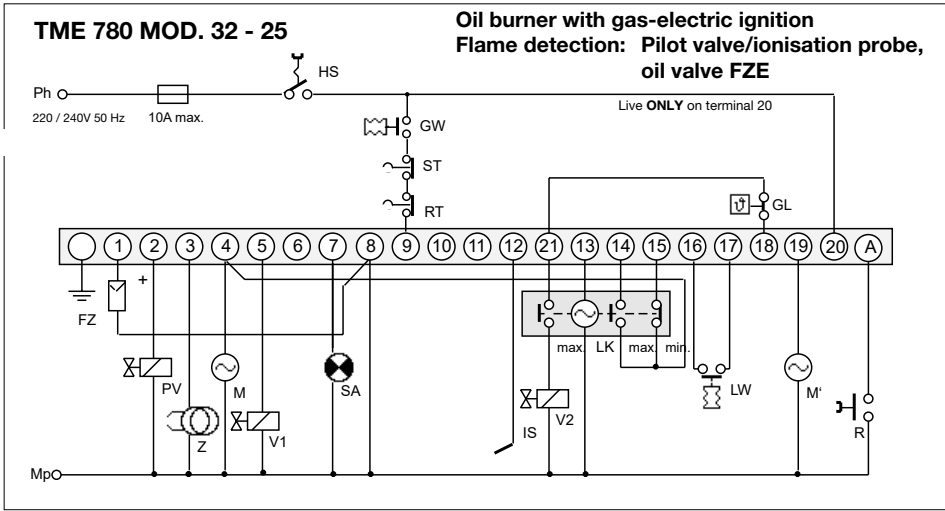 TME 780 MOD. 32 - 25
Oil burner with gas-electric ignition
Flame detection: Pilot valve/ionisation probe,
oil valve FZE
HS
Ph
220 / 240V 50 Hz
10A max.
Live ONLY on terminal 20
GW
ST
RT
GL
1 2 3 4 5 6 7 8 9 10 11 12 21 13 14 15 16 17 18 19 20 A
+
FZ
max. LK max. min.
PV
M
SA
LW
M'
V2
Z
V1
IS
R
Mp